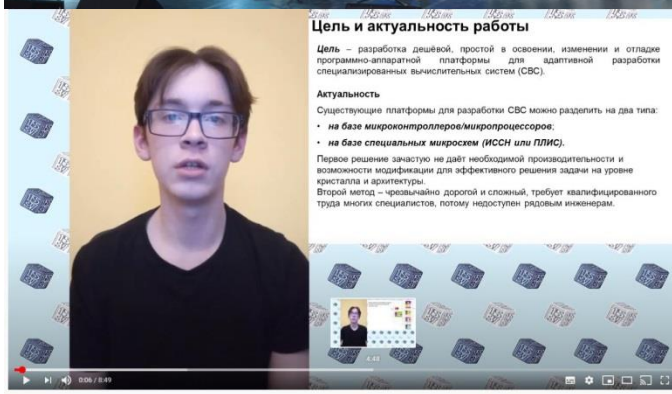 Цель и актуальность работы
Цель – разработка дешёвой, простой в освоении, изменении и отладке
программно-аппаратной платформы для адаптивной разработки
специализированных вычислительных систем (СВС).
Актуальность
Существующие платформы для разработки СВС можно разделить на два типа:
• на базе микроконтроллеров/микропроцессоров;
• на базе специальных микросхем (ИССН или ПЛИС).
Первое решение зачастую не даёт необходимой производительности и
возможности модификации для эффективного решения задачи на уровне
кристалла и архитектуры.
Второй метод – чрезвычайно дорогой и сложный, требует квалифицированного
труда многих специалистов, потому недоступен рядовым инженерам.
4:48
0:06 / 8:49